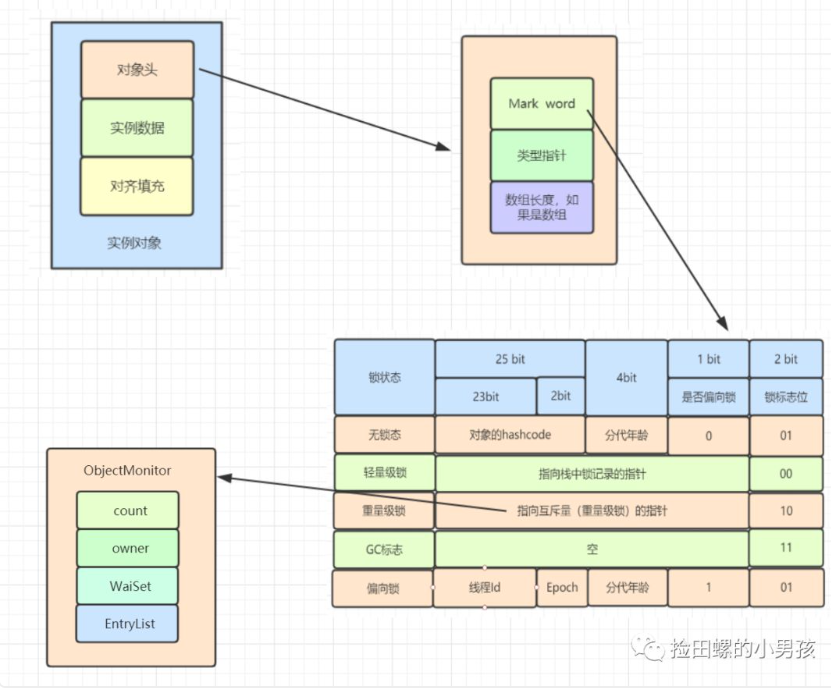 对象头
实例数据
对齐填充
实例对象
Mark word
类型指针
数组长度，如
果是数组
锁状态
25 bit
4bit
1 bit
2 bit
23bit
2bit
是否偏向锁
锁标志位
无锁态
对象的hashcode
分代年龄
0
01
轻量级锁
指向栈中锁记录的指针
00
重量级锁
指向互斥量（重量级锁）的指针
10
GC标志
空
11
偏向锁
线程Id
Epoch
分代年龄
1
01
ObjectMonitor
count
owner
WaiSet
EntryList
捡田螺的小男孩